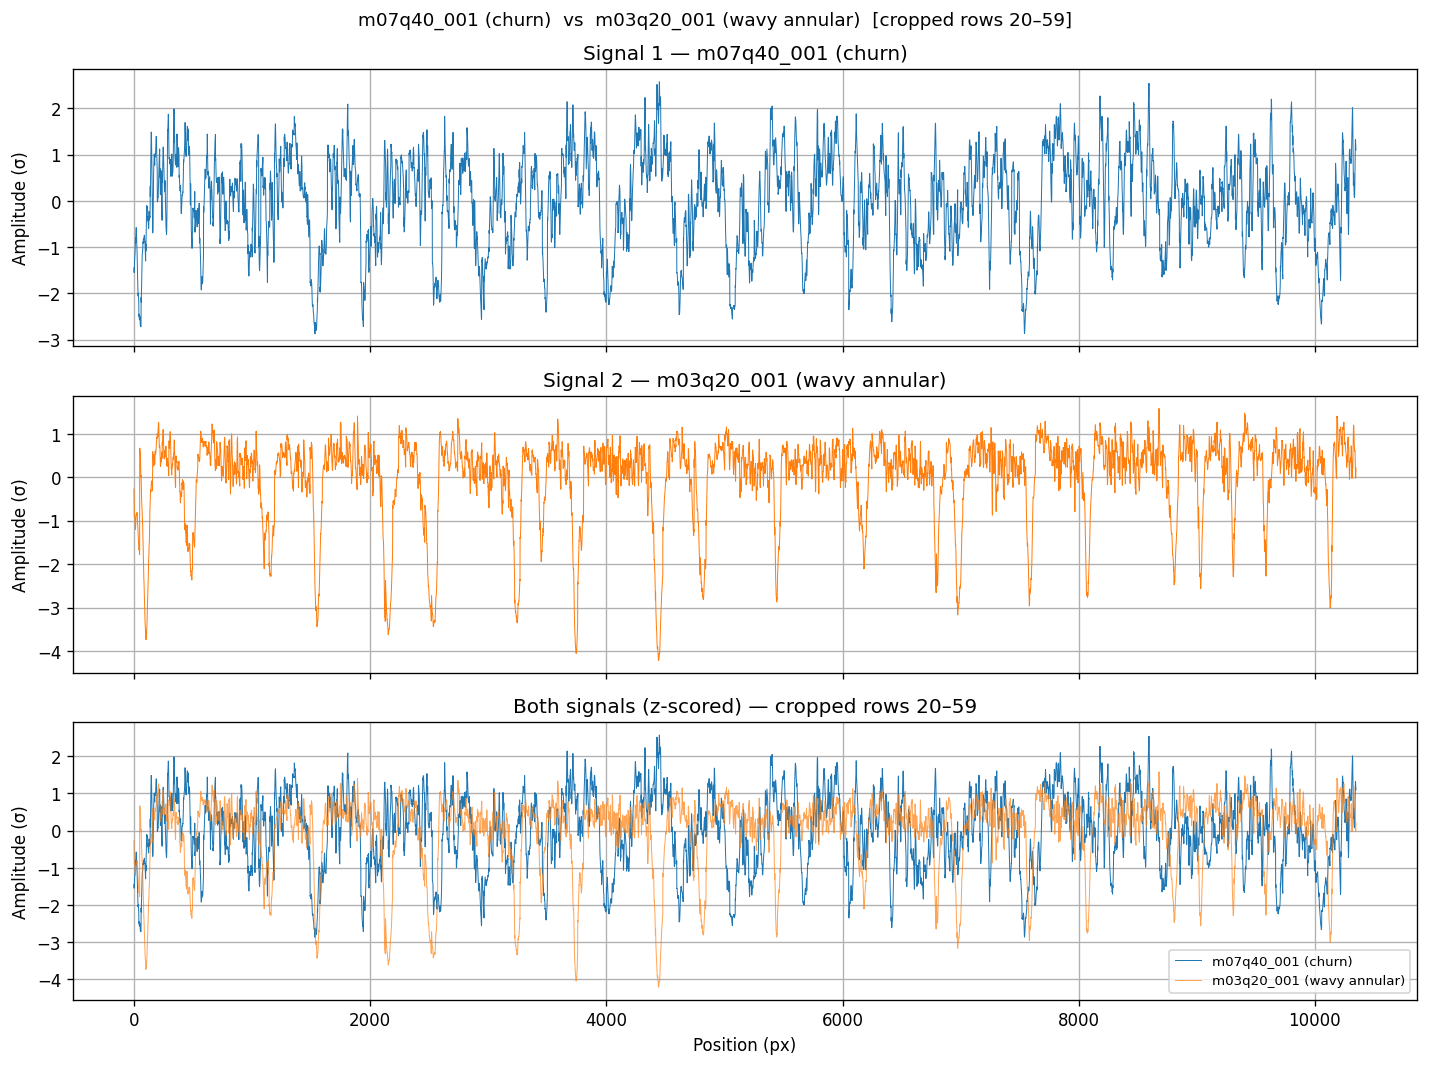 m07q40_001 (churn)  vs  m03q20_001 (wavy annular)  [cropped rows 20–59]
Signal 1 — m07q40_001 (churn)
Amplitude (σ)
2
1
0
−1
−2
−3
Signal 2 — m03q20_001 (wavy annular)
Amplitude (σ)
1
0
−1
−2
−3
−4
Both signals (z-scored) — cropped rows 20–59
Amplitude (σ)
2
1
0
−1
−2
−3
−4
m07q40_001 (churn)
m03q20_001 (wavy annular)
0 2000 4000 6000 8000 10000
Position (px)